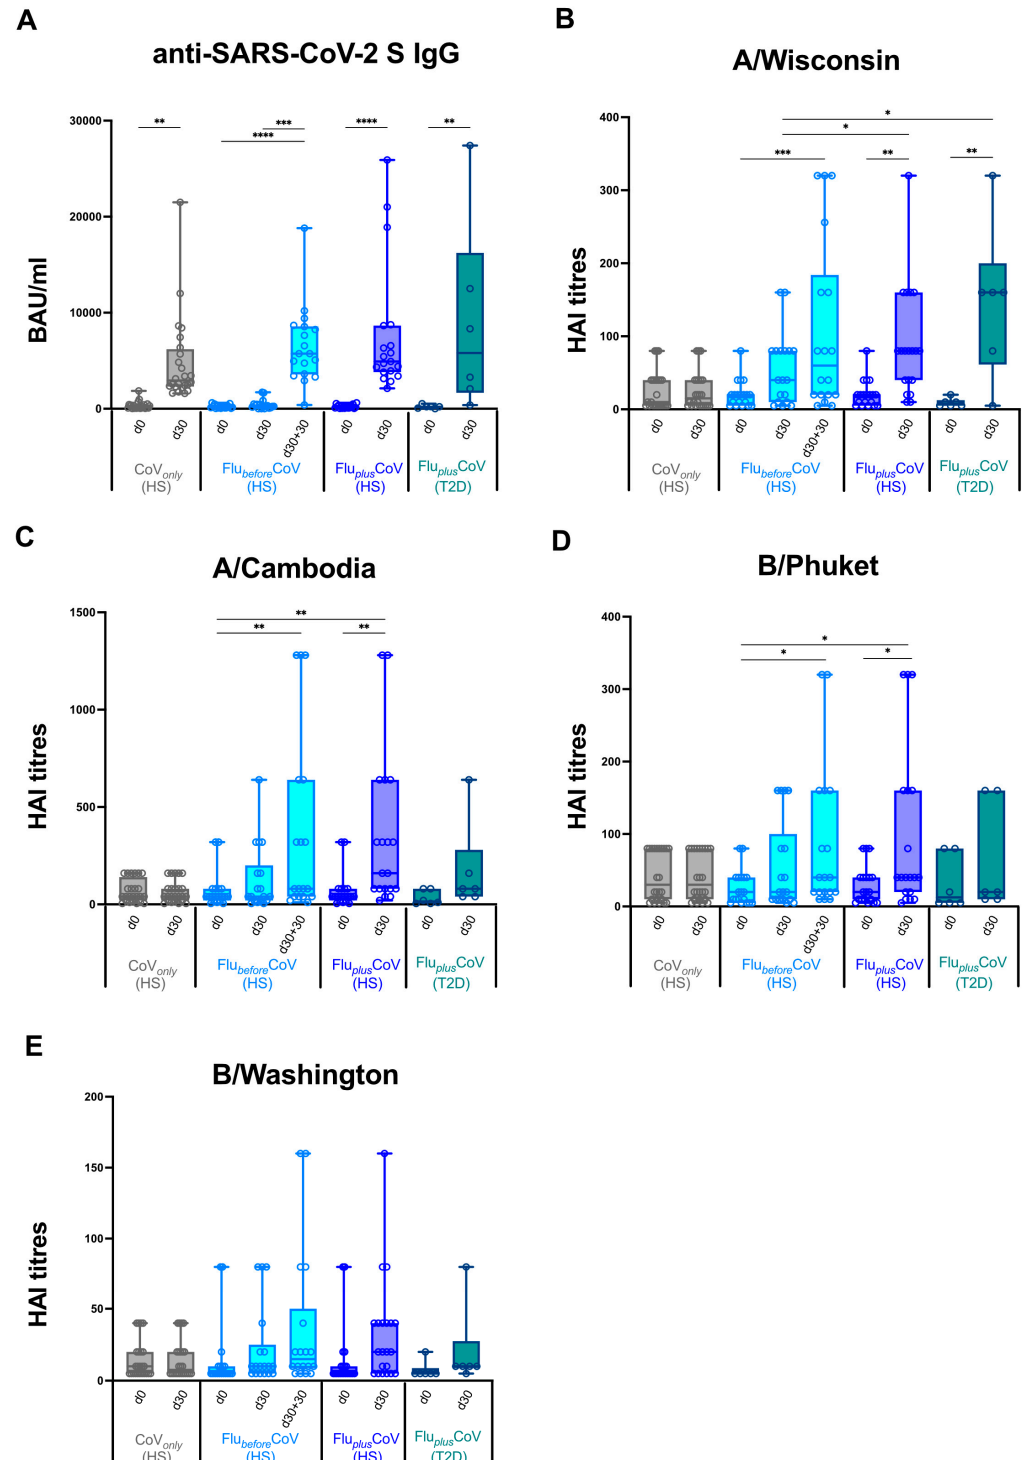 A
anti-SARS-CoV-2 S IgG
30000
20000
10000
0
BAU/ml
** *** **** **** **
d0 d30 d0 d30 d30+30 d0 d30 d0 d30
CoVonly FlubeforeCoV FluplusCoV FluplusCoV
(HS) (HS) (HS) (T2D)
B
A/Wisconsin
400
300
200
100
0
HAI titres
*
*
*** ** **
d0 d30 d0 d30 d30+30 d0 d30 d0 d30
CoVonly FlubeforeCoV FluplusCoV FluplusCoV
(HS) (HS) (HS) (T2D)
C
A/Cambodia
1500
1000
500
0
HAI titres
**
** **
d0 d30 d0 d30 d30+30 d0 d30 d0 d30
CoVonly FlubeforeCoV FluplusCoV FluplusCoV
(HS) (HS) (HS) (T2D)
D
B/Phuket
400
300
200
100
0
HAI titres
*
* *
d0 d30 d0 d30 d30+30 d0 d30 d0 d30
CoVonly FlubeforeCoV FluplusCoV FluplusCoV
(HS) (HS) (HS) (T2D)
E
B/Washington
200
150
100
50
0
HAI titres
d0 d30 d0 d30 d30+30 d0 d30 d0 d30
CoVonly FlubeforeCoV FluplusCoV FluplusCoV
(HS) (HS) (HS) (T2D)